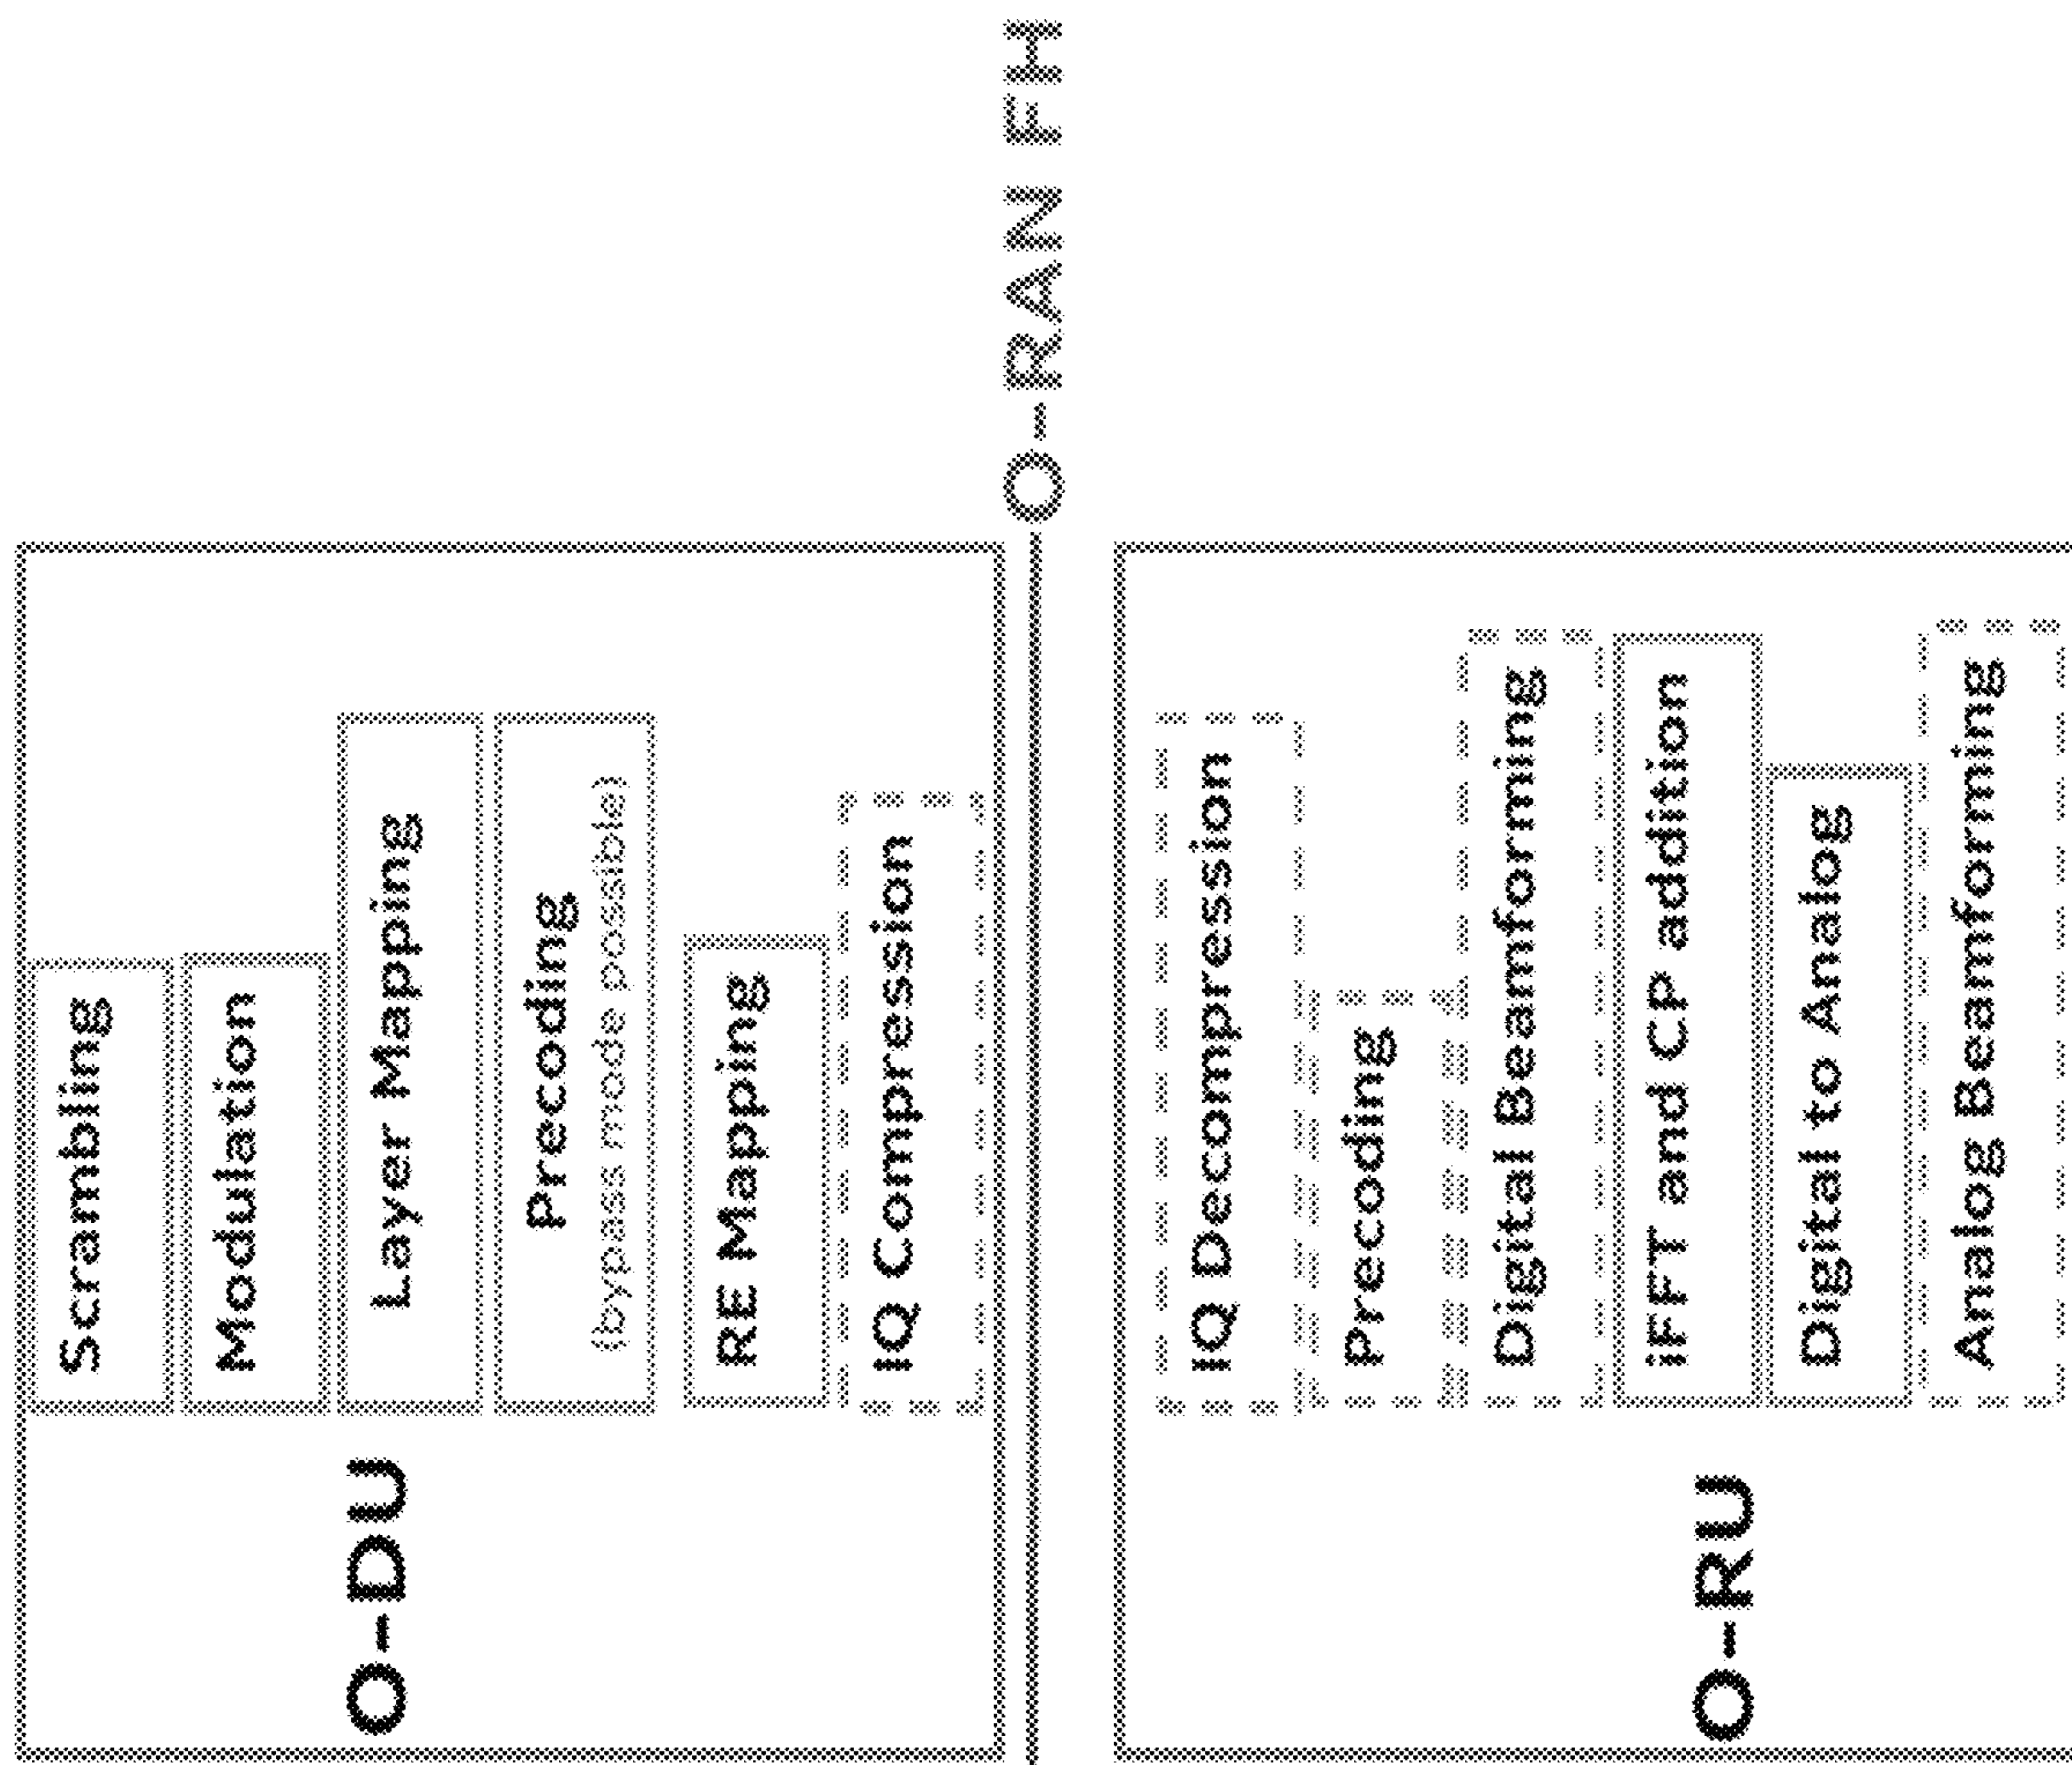 O-DU
Scrambling
Modulation
Layer Mapping
Precoding
(bypass mode possible)
RE Mapping
IQ Compression
O-RAN FH
O-RU
IQ Decompression
Precoding
Digital Beamforming
iFFT and CP addition
Digital to Analog
Analog Beamforming